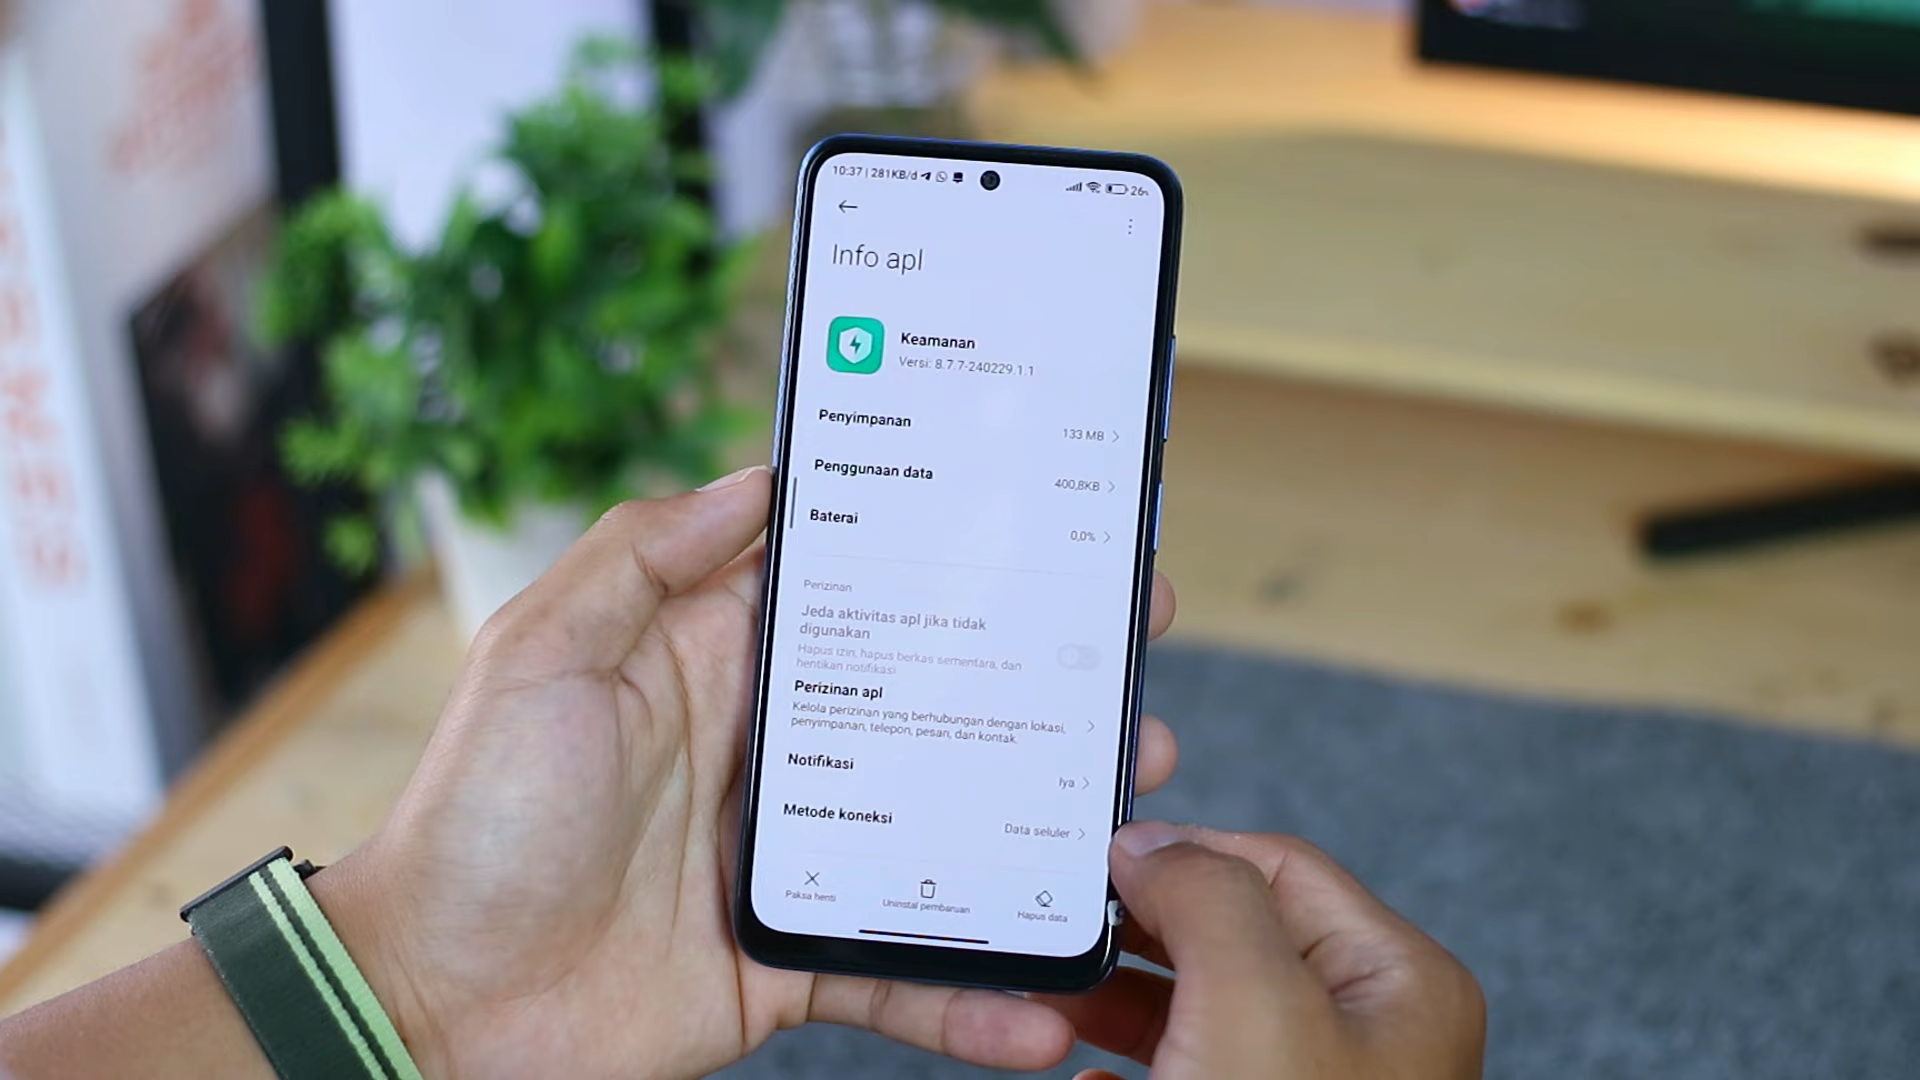 10:37 | 281KB/d
26%
Info apl
Keamanan
Versi: 8.7.7-240229.1.1
Penyimpanan
133 MB
Penggunaan data
400,8KB
Baterai
0,0%
Perizinan
Jeda aktivitas apl jika tidak
digunakan
Hapus izin, hapus berkas sementara, dan
hentikan notifikasi
Perizinan apl
Kelola perizinan yang berhubungan dengan lokasi,
penyimpanan, telepon, pesan, dan kontak.
Notifikasi
Iya
Metode koneksi
Data seluler
Paksa henti
Uninstal pembaruan
Hapus data